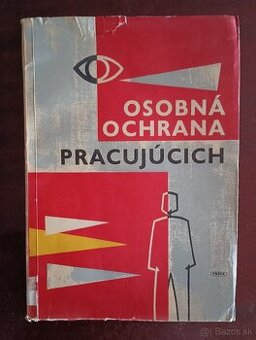 OSOBNÁ
OCHRANA
PRACUJÚCICH
PRÁCA
Bazos.sk